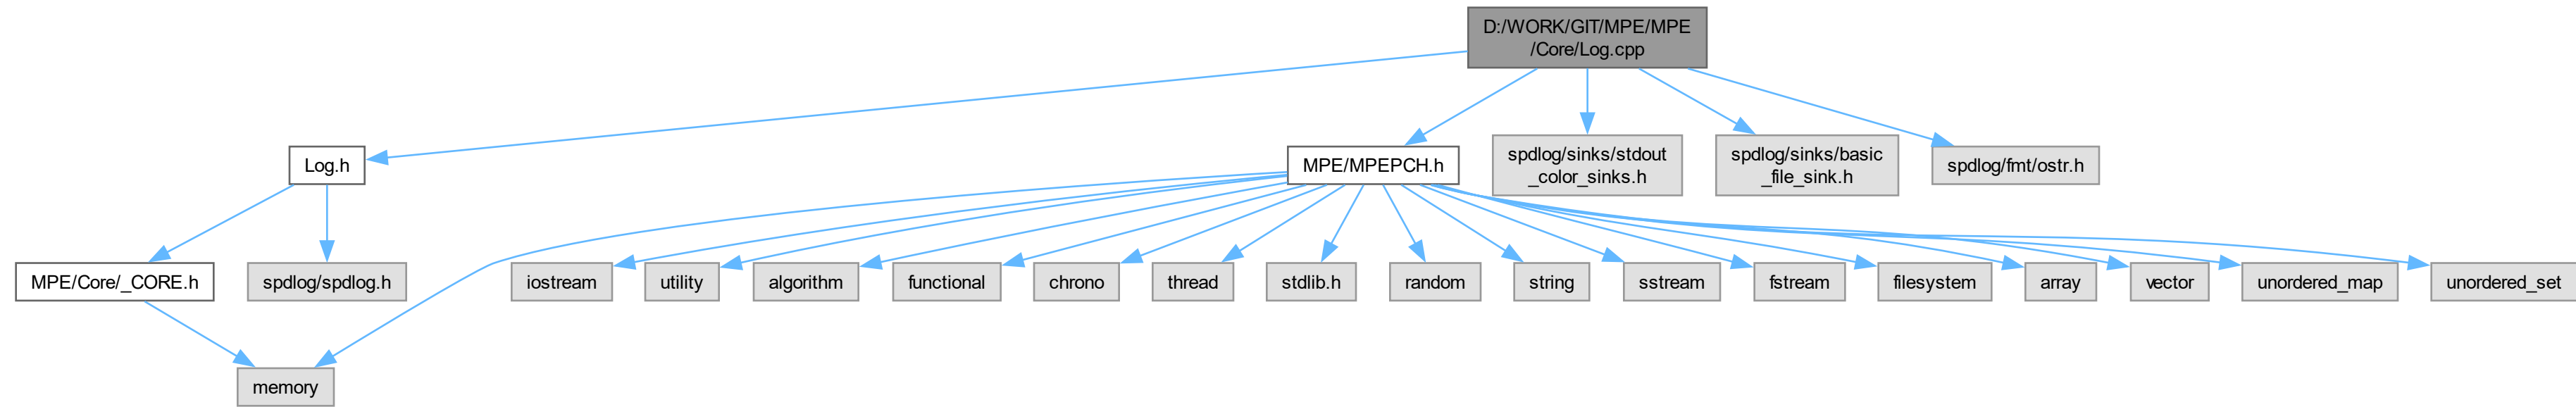 D:/WORK/GIT/MPE/MPE
/Core/Log.cpp
Log.h
MPE/MPEPCH.h
spdlog/sinks/stdout
_color_sinks.h
spdlog/sinks/basic
_file_sink.h
spdlog/fmt/ostr.h
MPE/Core/_CORE.h
spdlog/spdlog.h
iostream
utility
algorithm
functional
chrono
thread
stdlib.h
random
string
sstream
fstream
filesystem
array
vector
unordered_map
unordered_set
memory